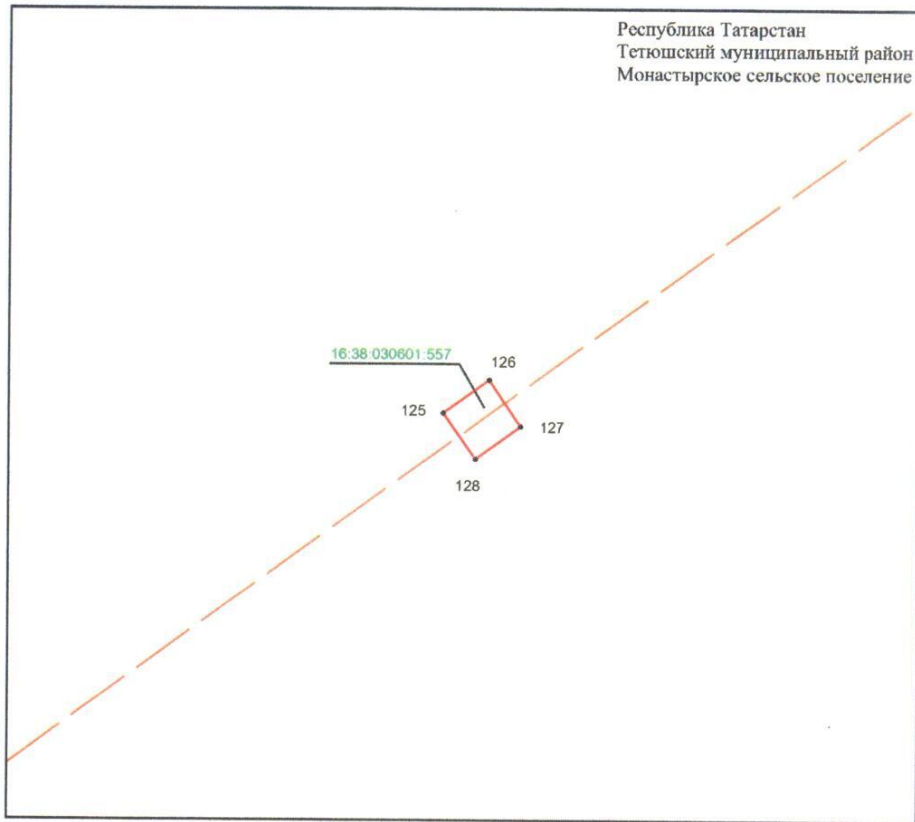 Республика Татарстан
Тетюшский муниципальный район
Монастырское сельское поселение
16:38:030601:557
126
125
127
128